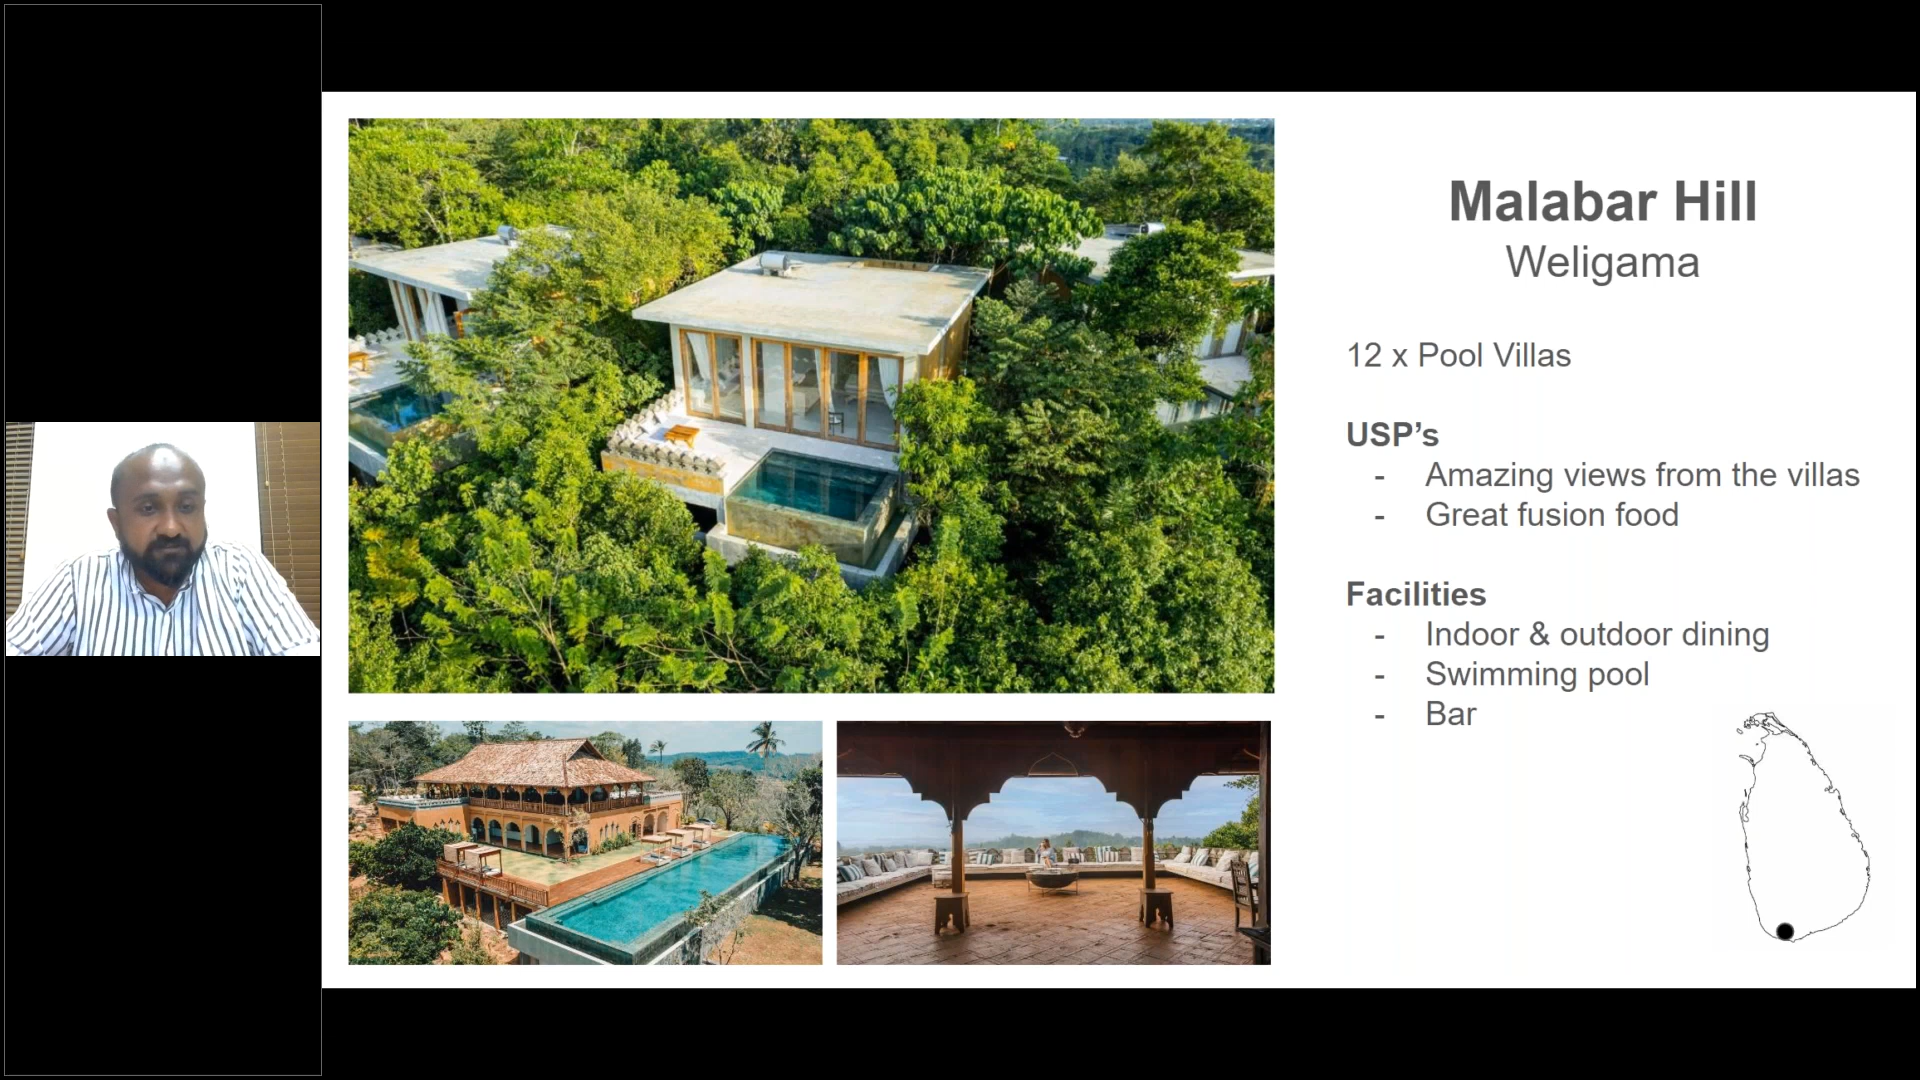 Malabar Hill
Weligama
12 x Pool Villas
USP’s
- Amazing views from the villas
- Great fusion food
Facilities
- Indoor & outdoor dining
- Swimming pool
- Bar